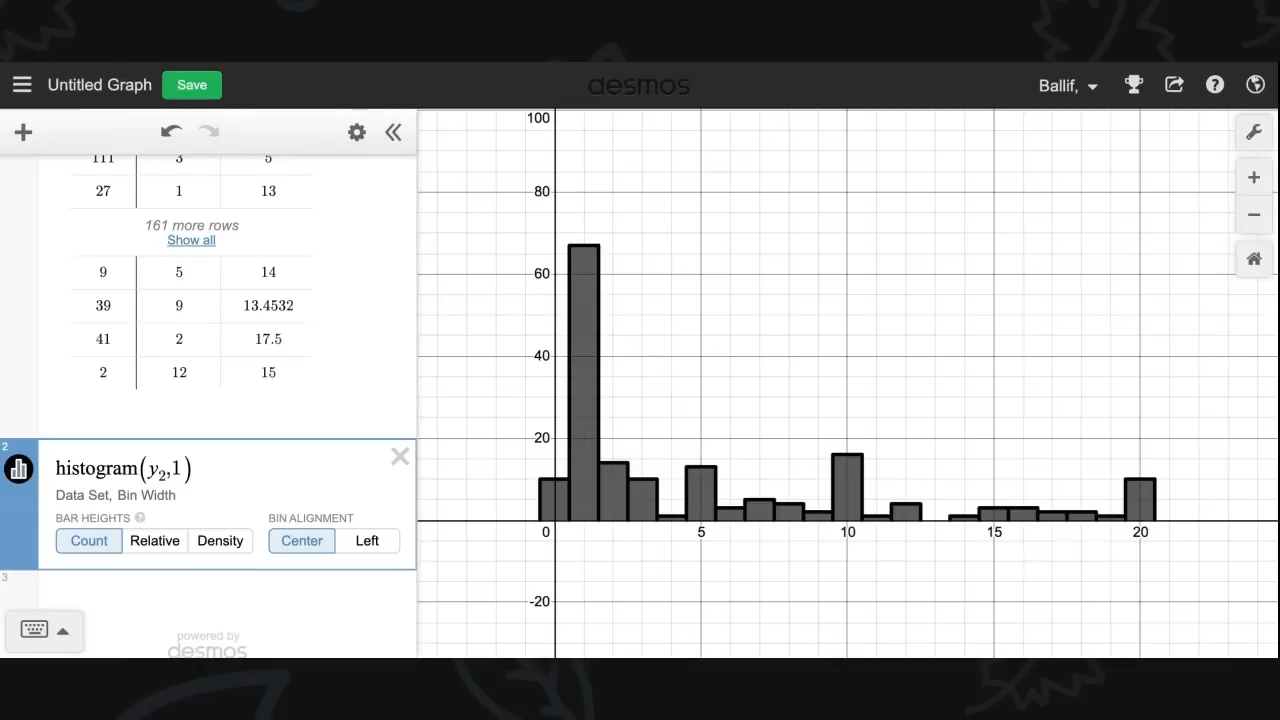 Untitled Graph Save desmos Ballif,
111 3 5
27 1 13
161 more rows
Show all
9 5 14
39 9 13.4532
41 2 17.5
2 12 15
2
histogram(y₂,1)
Data Set, Bin Width
BAR HEIGHTS ? BIN ALIGNMENT
Count Relative Density Center Left
3
powered by
desmos
100
80
60
40
20
0 5 10 15 20
-20